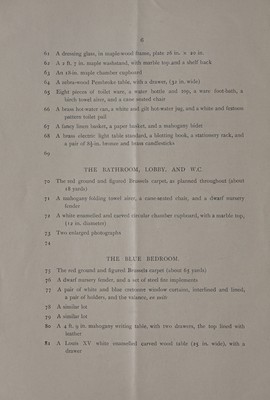 6
61 A dressing glass, in maple-wood frame, plate 28 in. × 20 in.
62 A 2 ft. 7 in. maple washstand, with marble top and a shelf back
63 An 18-in. maple chamber cupboard
64 A zebra-wood Pembroke table, with a drawer, (32 in. wide)
65 Eight pieces of toilet ware, a water bottle and top, a ware foot-bath, a
larch towel airer, and a cane seated chair
66 A brass hot-water can, a white and gilt hot-water jug, and a white and fantous
pattern toilet pail
67 A fancy linen basket, a paper basket, and a mahogany bidet
68 A brass electric light table standard, a blotting book, a stationery rack, and
a pair of 8½-in. bronze and brass candlesticks
69
THE BATHROOM, LOBBY, AND W.C.
70 The red ground and figured Brussels carpet, as planned throughout (about
18 yards)
71 A mahogany folding towel airer, a cane-seated chair, and a dwarf nursery
fender
72 A white enamelled and carved circular chamber cupboard, with a marble top,
(12 in. diameter)
73 Two enlarged photographs
74
THE BLUE BEDROOM.
75 The red ground and figured Brussels carpet (about 65 yards)
76 A dwarf nursery fender, and a set of steel fire implements
77 A pair of white and blue cretonne window curtains, interlined and lined,
a pair of holders, and the valance, en suite
78 A similar lot
79 A similar lot
80 A 4 ft. 9 in. mahogany writing table, with two drawers, the top lined with
leather
81 A Louis XV white enamelled carved wood table (23 in. wide), with a
drawer